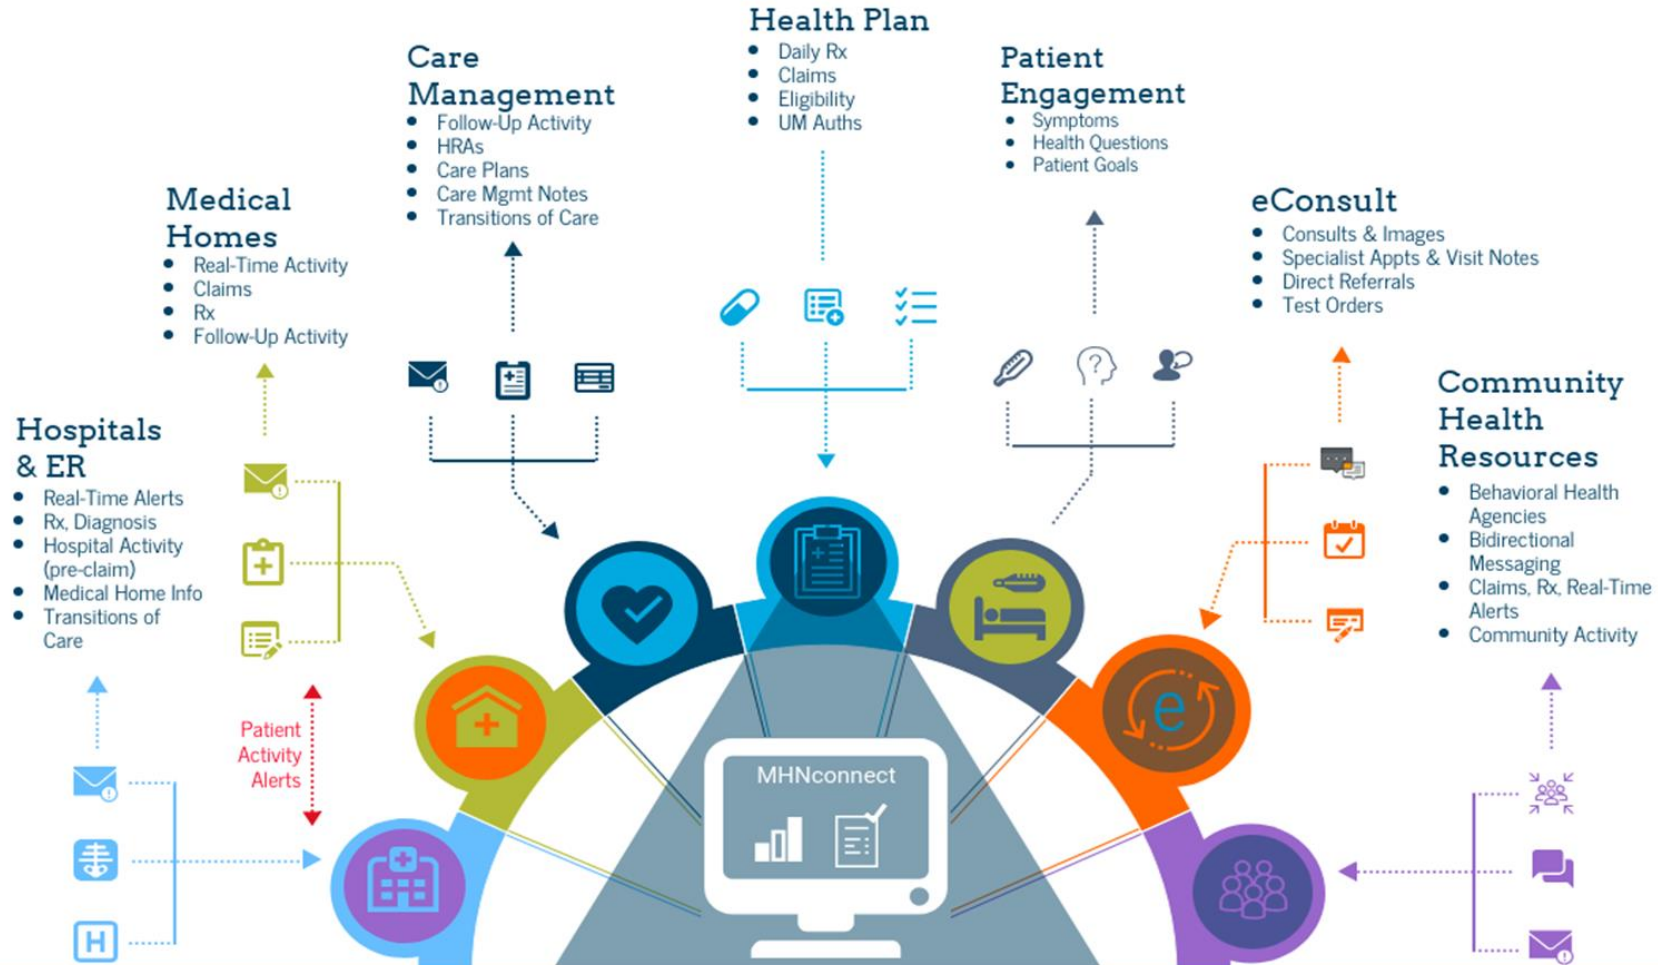 Health Plan
Daily Rx
Claims
Eligibility
UM Auths
Care
Management
Follow-Up Activity
HRAs
Care Plans
Care Mgmt Notes
Transitions of Care
Patient
Engagement
Symptoms
Health Questions
Patient Goals
Medical
Homes
Real-Time Activity
Claims
Rx
Follow-Up Activity
eConsult
Consults & Images
Specialist Appts & Visit Notes
Direct Referrals
Test Orders
Hospitals
& ER
Real-Time Alerts
Rx, Diagnosis
Hospital Activity
(pre-claim)
Medical Home Info
Transitions of
Care
Community
Health
Resources
Behavioral Health
Agencies
Bidirectional
Messaging
Claims, Rx, Real-Time
Alerts
Community Activity
Patient
Activity
Alerts
?
e
MHNconnect
H